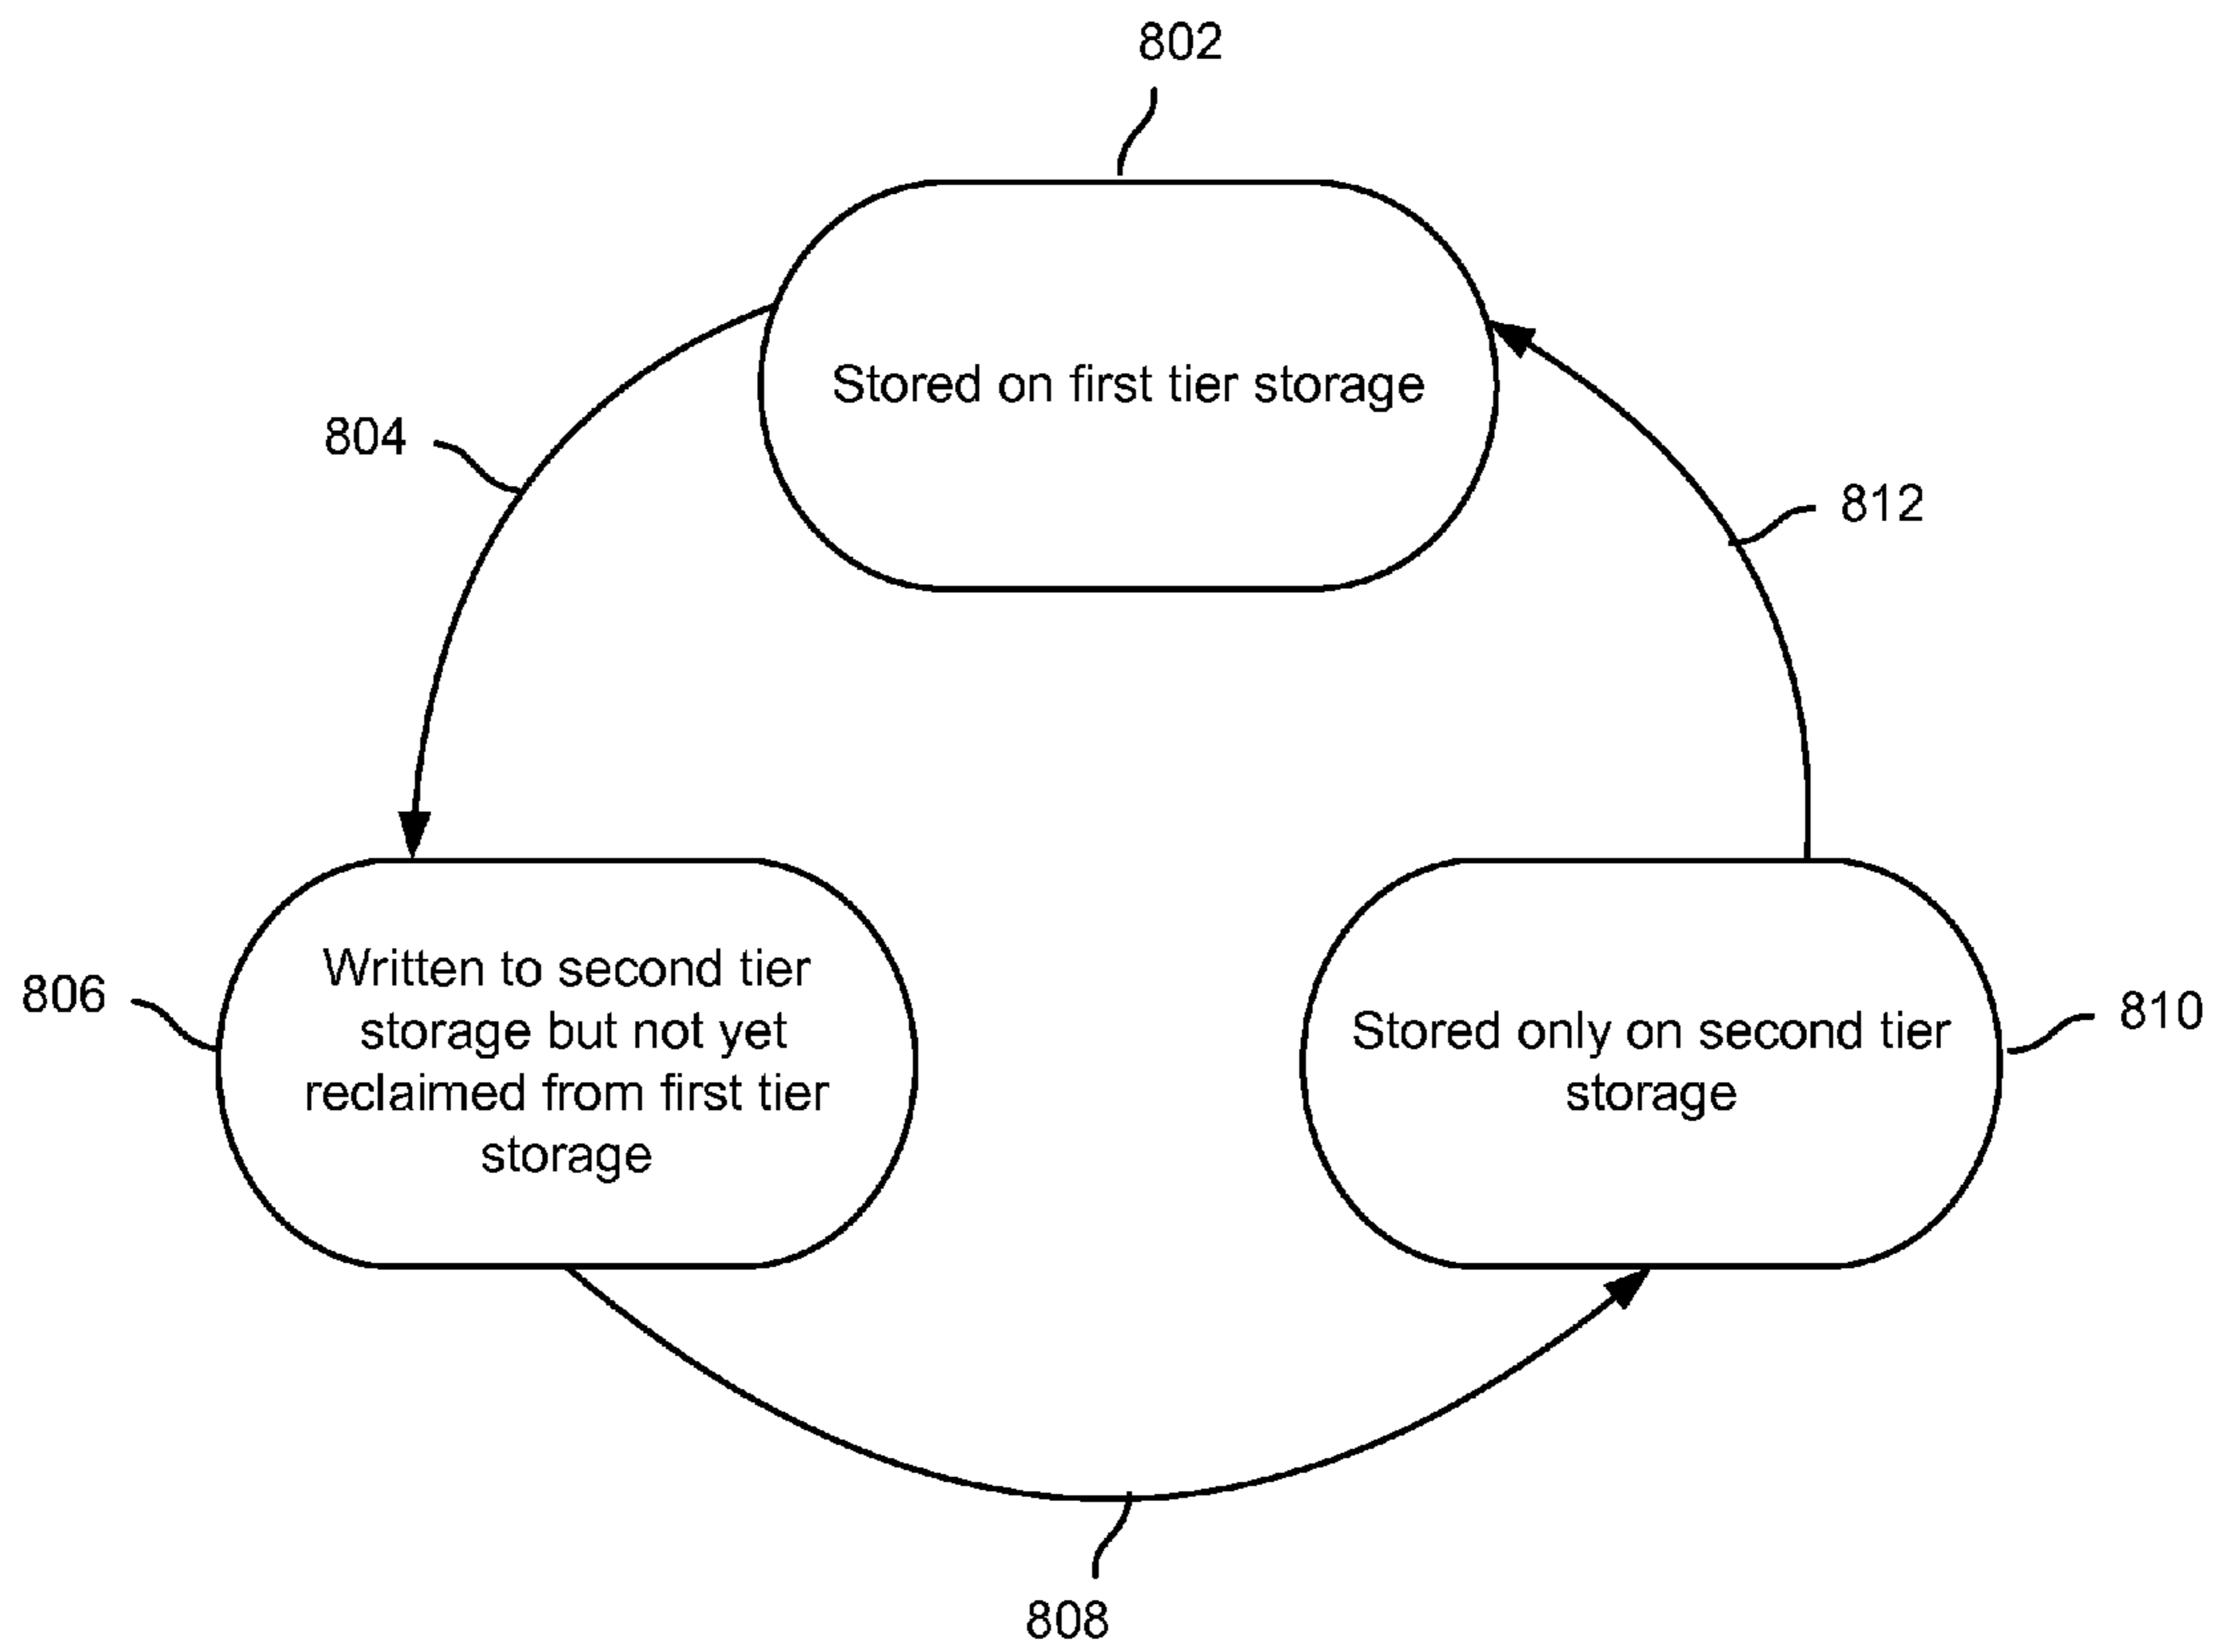 802
Stored on first tier storage
804
812
Written to second tier
storage but not yet
reclaimed from first tier
storage
806
Stored only on second tier
storage
810
808